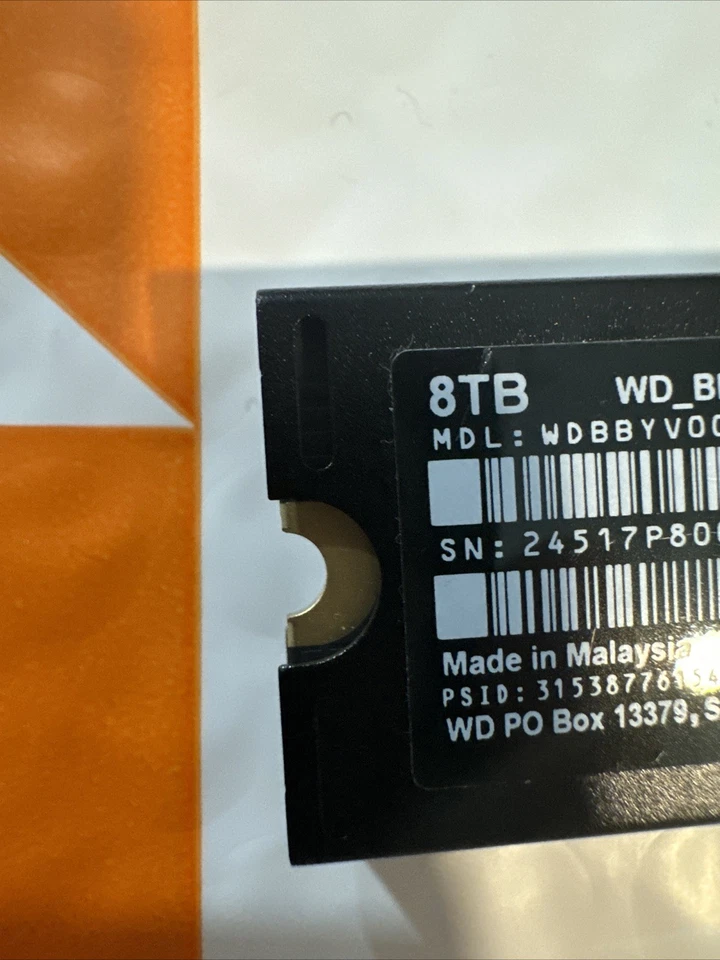 8TB WD_B
MDL: WDBBYV00
SN: 24517P80
Made in Malaysia
PSID: 3153877615
WD PO Box 13379, S